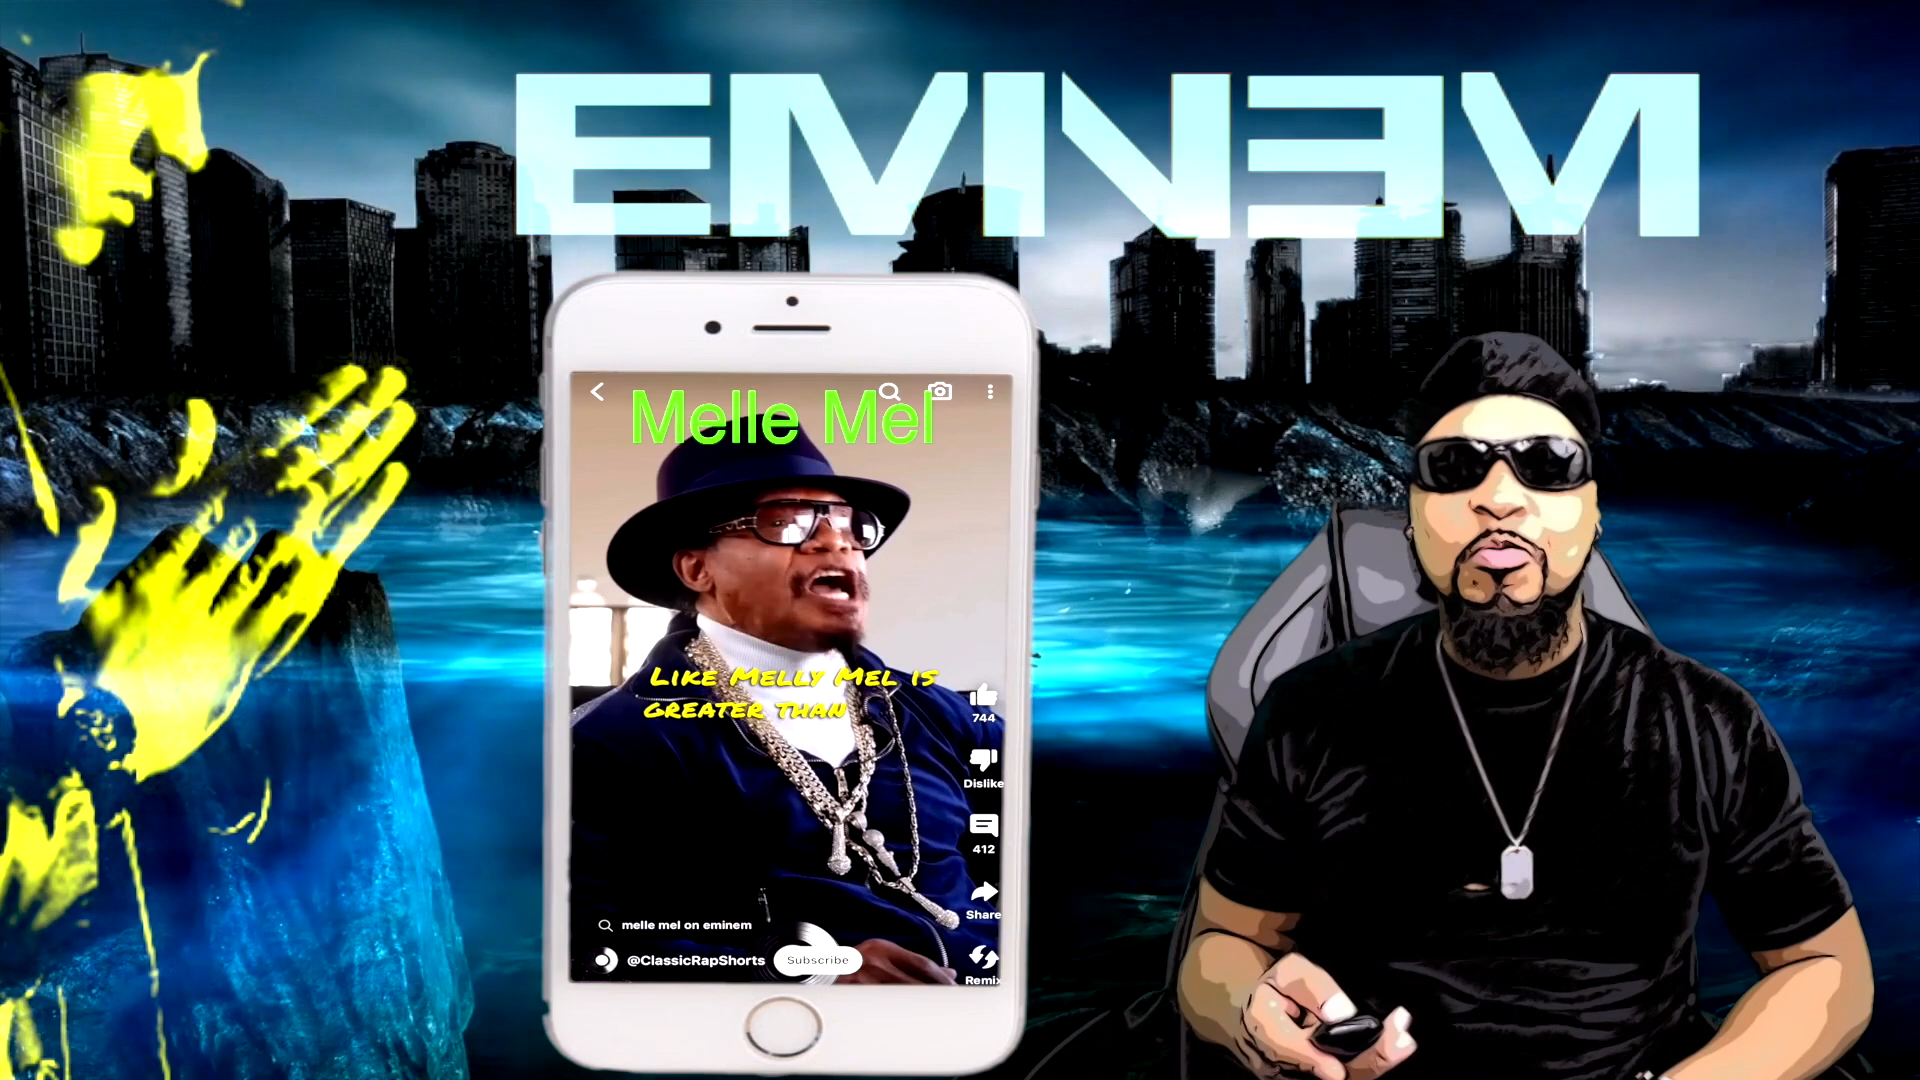 EMINEM
Melle Mel
LIKE MELLY MEL IS
GREATER THAN
744
Dislike
412
Share
melle mel on eminem
@ClassicRapShorts Subscribe
Remix